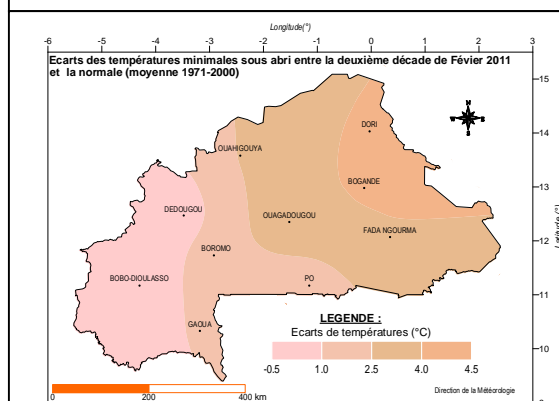 Longitude(°)
-6 -5 -4 -3 -2 -1 0 1 2 3
Ecarts des températures minimales sous abri entre la deuxième décade de Févier 2011
et la normale (moyenne 1971-2000)
15
N
W S
S
DORI
14
OUAHIGOUYA
BOGANDE
13
DEDOUGOU
OUAGADOUGOU
FADA NGOURMA
12
BOROMO
BOBO-DIOULASSO
PO
11
LEGENDE :
GAOUA
Ecarts de températures (°C)
10
-0.5 1.0 2.5 4.0 4.5
0 200 400 km
Direction de la Météorologie
Latitude (°)